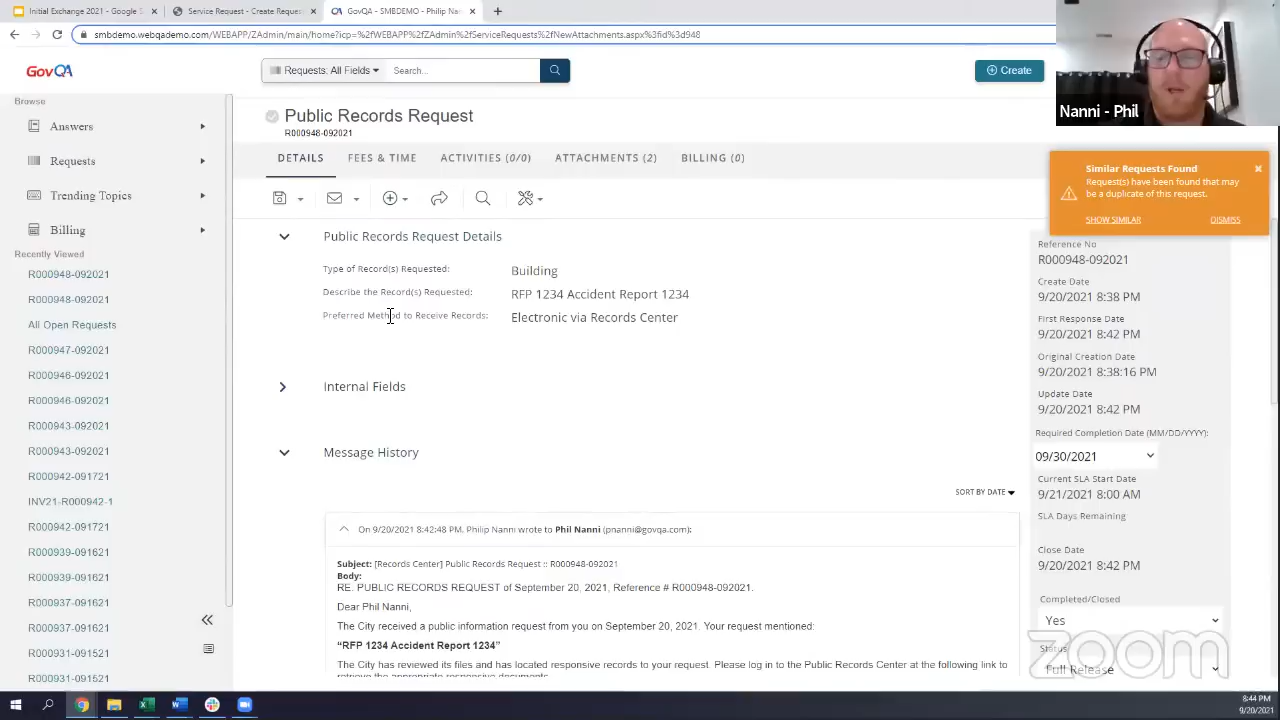 Initial Exchange 2021 - Google S
Service Request - Create Reques
GovQA - SMBDEMO - Philip Na
smbdemo.webqademo.com/WEBAPP/ZAdmin/main/home?icp=%2fWEBAPP%2fZAdmin%2fServiceRequests%2fNewAttachments.aspx%3fid%3d948
GovQA
Requests: All Fields
Search...
Create
Nanni - Phil
Browse
Answers
Requests
Trending Topics
Billing
Recently Viewed
R000948-092021
R000948-092021
All Open Requests
R000947-092021
R000946-092021
R000946-092021
R000943-092021
R000943-092021
R000942-091721
INV21-R000942-1
R000942-091721
R000939-091621
R000939-091621
R000937-091621
R000937-091621
R000931-091521
R000931-091521
Public Records Request
R000948-092021
DETAILS
FEES & TIME
ACTIVITIES (0/0)
ATTACHMENTS (2)
BILLING (0)
Public Records Request Details
Type of Record(s) Requested: Building
Describe the Record(s) Requested: RFP 1234 Accident Report 1234
Preferred Method to Receive Records: Electronic via Records Center
Internal Fields
Message History
SORT BY DATE
On 9/20/2021 8:42:48 PM, Philip Nanni wrote to Phil Nanni (pnanni@govqa.com):
Subject: [Records Center] Public Records Request :: R000948-092021
Body:
RE: PUBLIC RECORDS REQUEST of September 20, 2021, Reference # R000948-092021.
Dear Phil Nanni,
The City received a public information request from you on September 20, 2021. Your request mentioned:
“RFP 1234 Accident Report 1234”
The City has reviewed its files and has located responsive records to your request. Please log in to the Public Records Center at the following link to
retrieve the appropriate responsive documents.
Similar Requests Found
Request(s) have been found that may
be a duplicate of this request.
SHOW SIMILAR
DISMISS
Reference No
R000948-092021
Create Date
9/20/2021 8:38 PM
First Response Date
9/20/2021 8:42 PM
Original Creation Date
9/20/2021 8:38:16 PM
Update Date
9/20/2021 8:42 PM
Required Completion Date (MM/DD/YYYY):
09/30/2021
Current SLA Start Date
9/21/2021 8:00 AM
SLA Days Remaining
Close Date
9/20/2021 8:42 PM
Completed/Closed
Yes
Status
Full Release
zoom
8:44 PM
9/20/2021